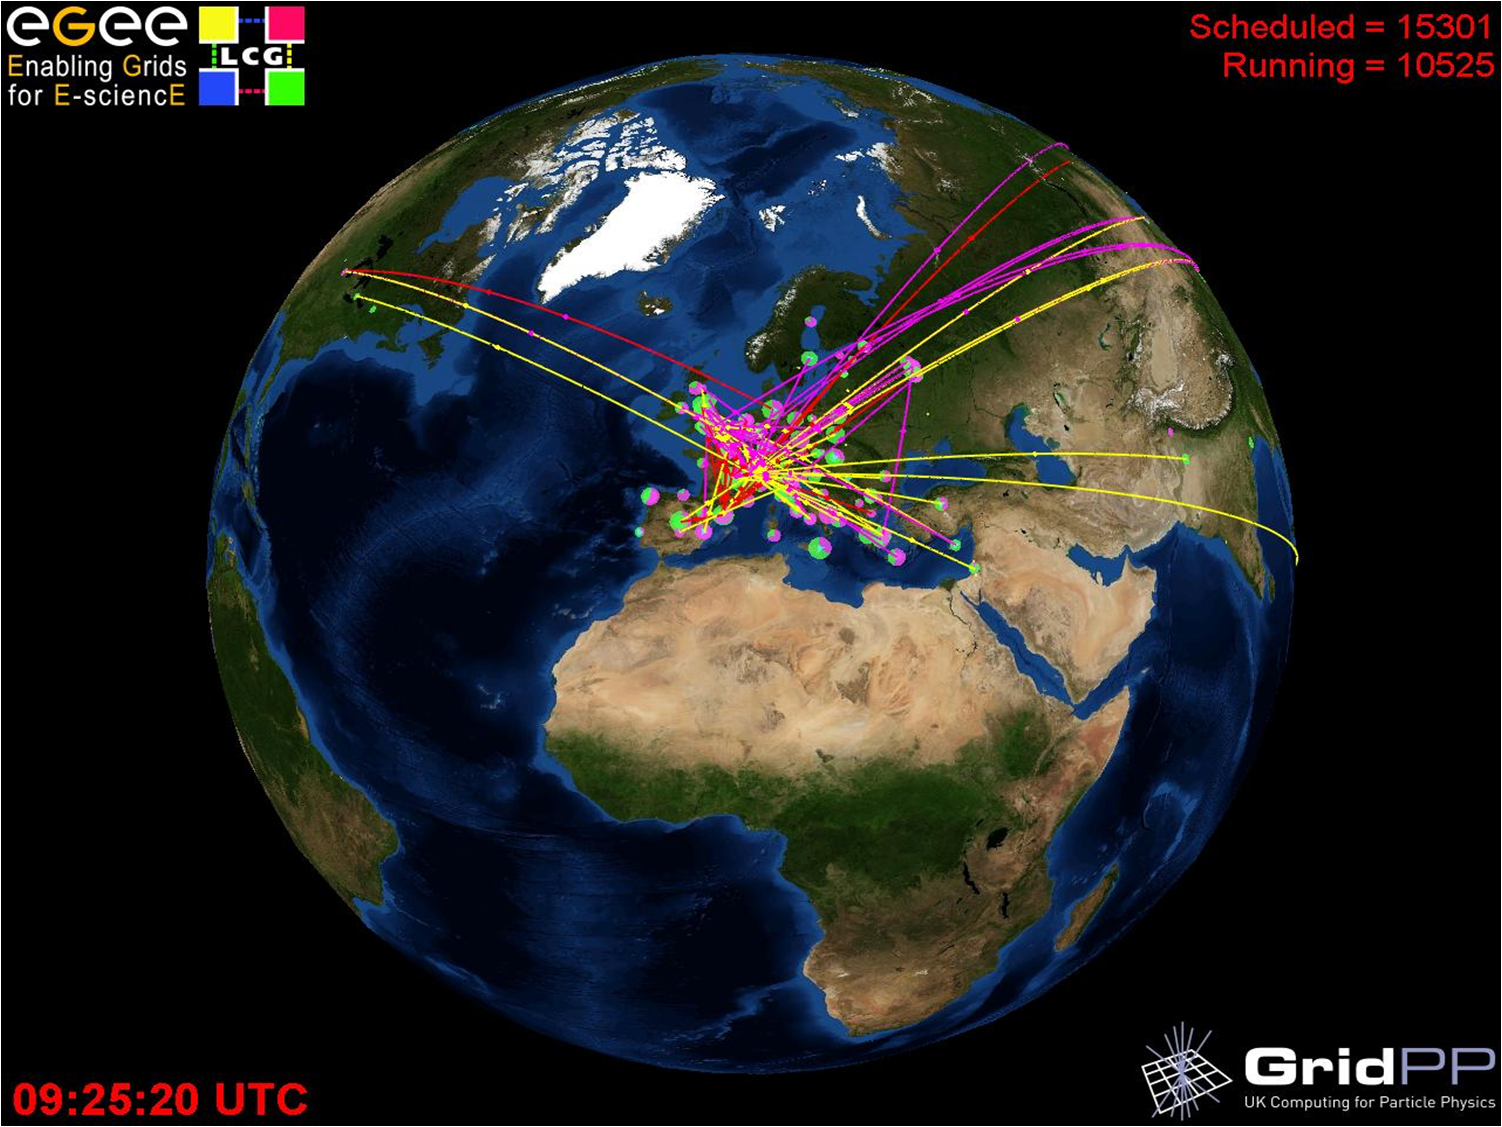 eGee
Enabling Grids
for E-sciencE
LCG
Scheduled = 15301
Running = 10525
09:25:20 UTC
GridPP
UK Computing for Particle Physics